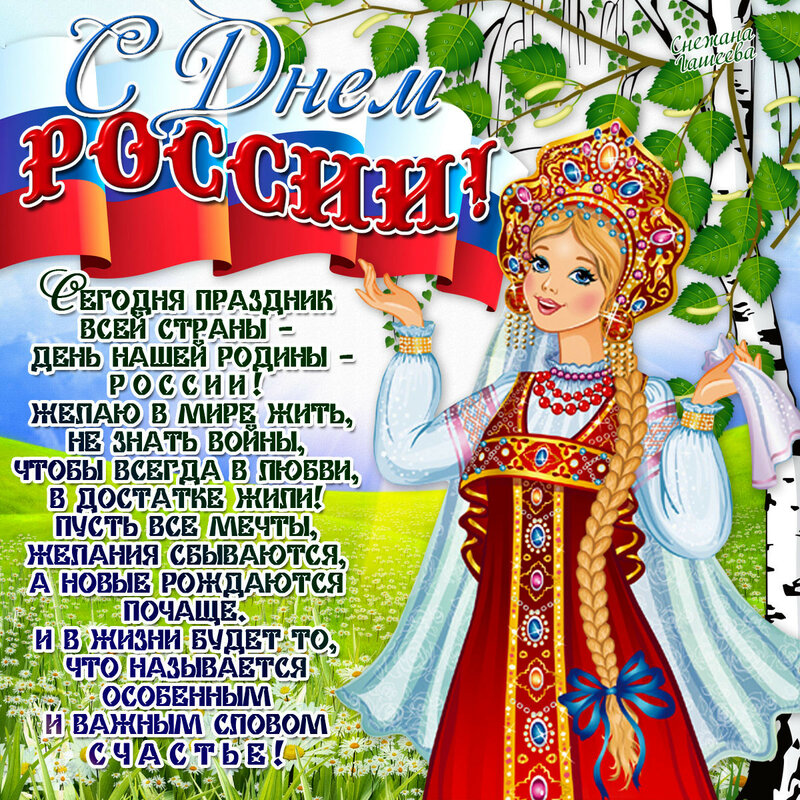 С Днем
РОССИИ!
Снежана
Чащеева
Сегодня праздник
всей страны –
день нашей Родины –
России!
Желаю в мире жить,
не знать войны,
чтобы всегда в любви,
в достатке жили!
Пусть все мечты,
желания сбываются,
а новые рождаются
почаще.
И в жизни будет то,
что называется
особенным
и важным словом
СЧАСТЬЕ!